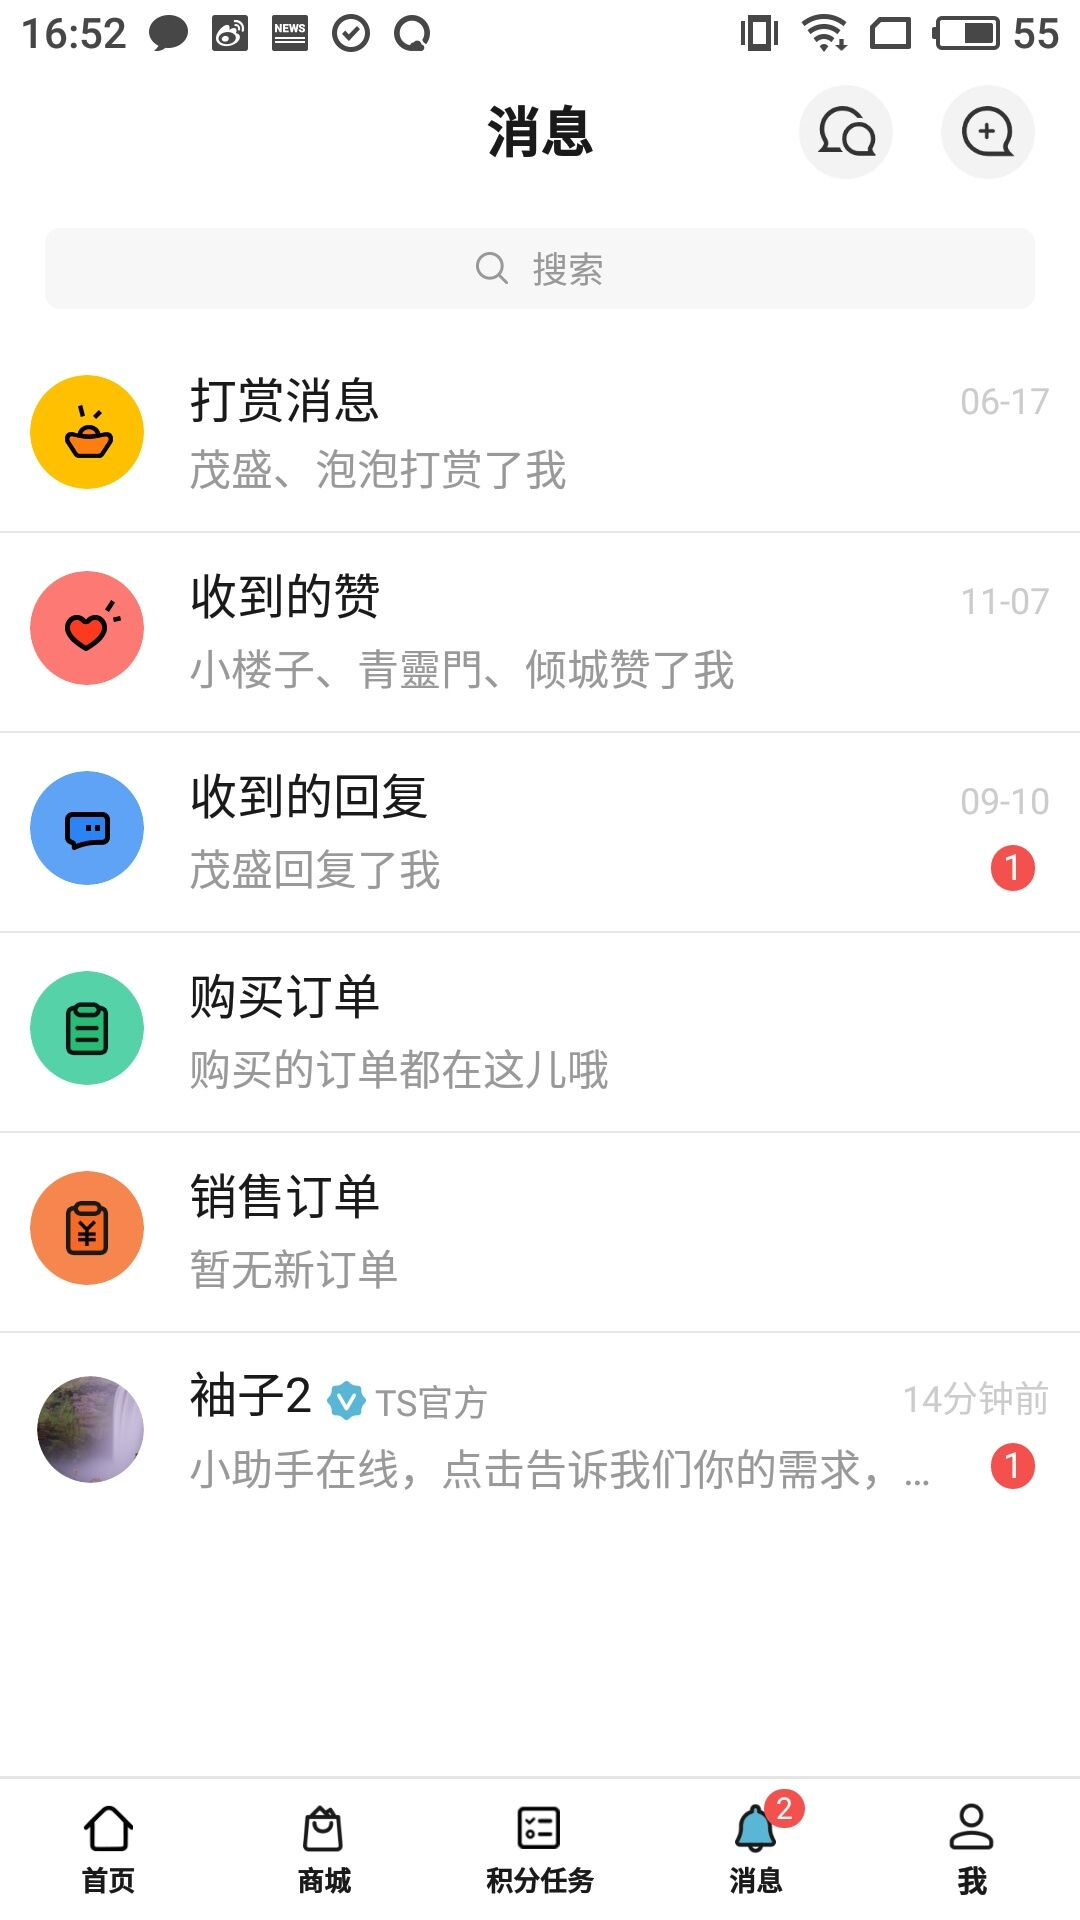 16:52 NEWS 55
消息
搜索
打赏消息 06-17
茂盛、泡泡打赏了我
收到的赞 11-07
小楼子、青靈門、倾城赞了我
收到的回复 09-10
茂盛回复了我 1
购买订单
购买的订单都在这儿哦
销售订单
暂无新订单
袖子2 TS官方 14分钟前
小助手在线，点击告诉我们你的需求，... 1
2
首页 商城 积分任务 消息 我